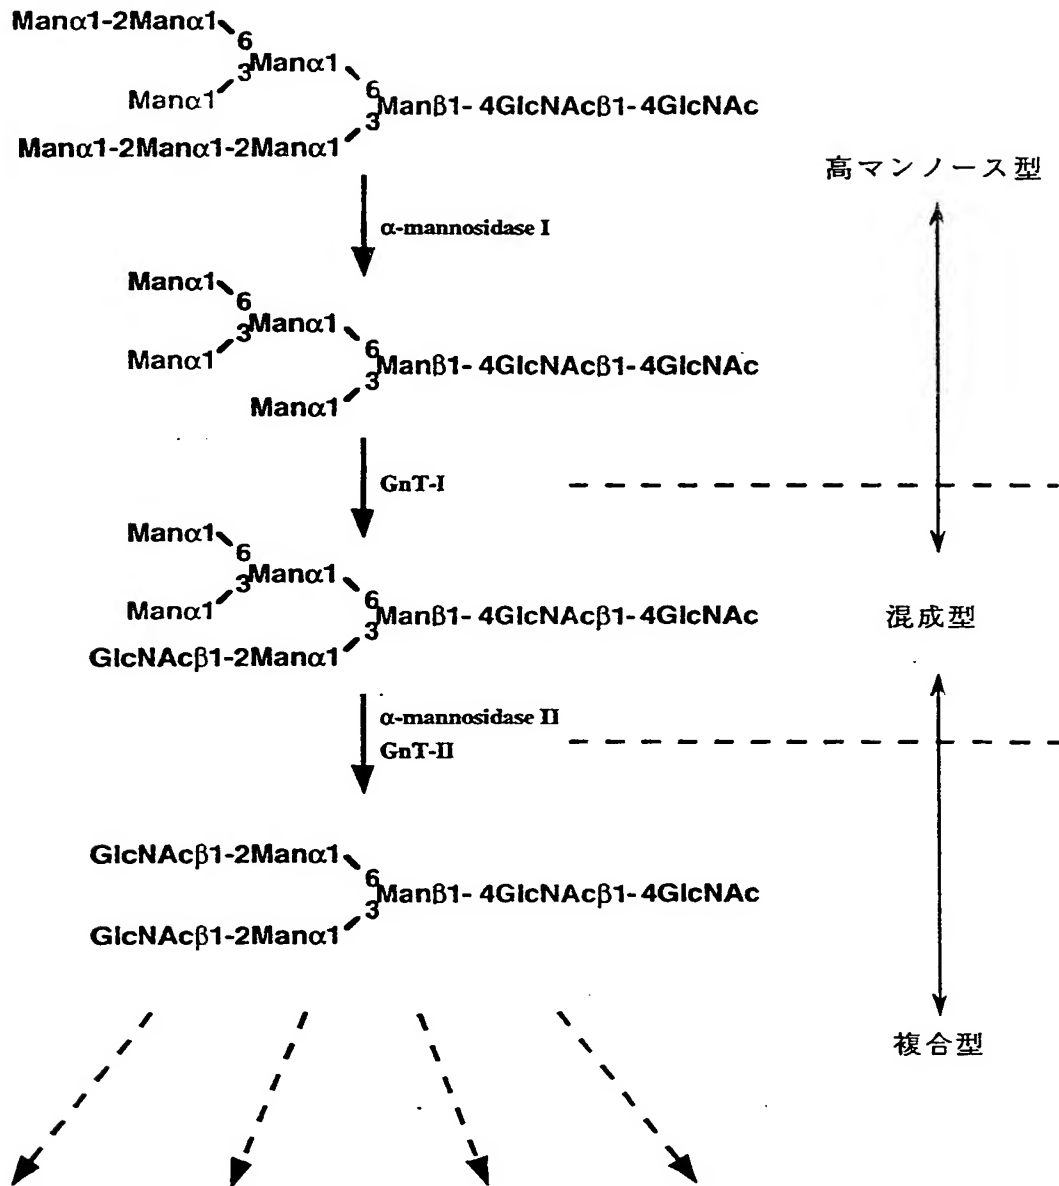 Manα1-2Manα1
6
3
Manα1
Manα1
6
3
Manβ1- 4GlcNAcβ1-4GlcNAc
Manα1-2Manα1-2Manα1
高マンノース型
α-mannosidase I
Manα1
6
3
Manα1
Manα1
6
3
Manβ1- 4GlcNAcβ1-4GlcNAc
Manα1
GnT-I
Manα1
6
3
Manα1
Manα1
6
3
Manβ1- 4GlcNAcβ1-4GlcNAc
混成型
GlcNAcβ1-2Manα1
α-mannosidase II
GnT-II
GlcNAcβ1-2Manα1
6
3
Manβ1- 4GlcNAcβ1-4GlcNAc
GlcNAcβ1-2Manα1
複合型